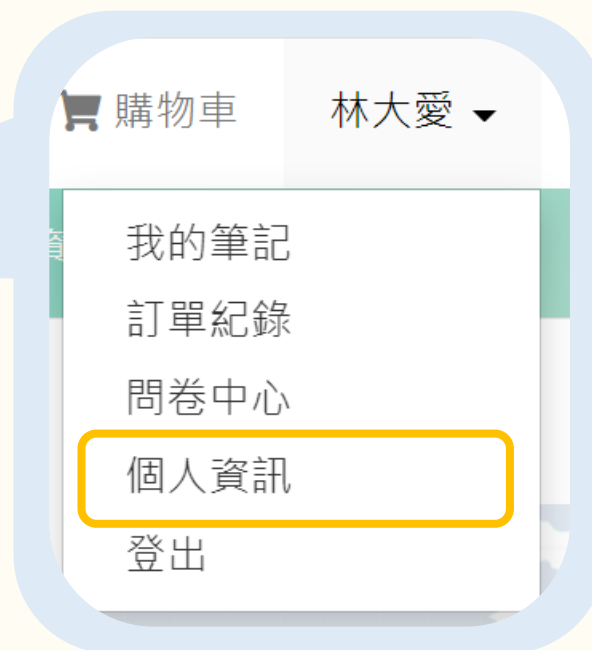 購物車 林大愛
我的筆記
訂單紀錄
問卷中心
個人資訊
登出